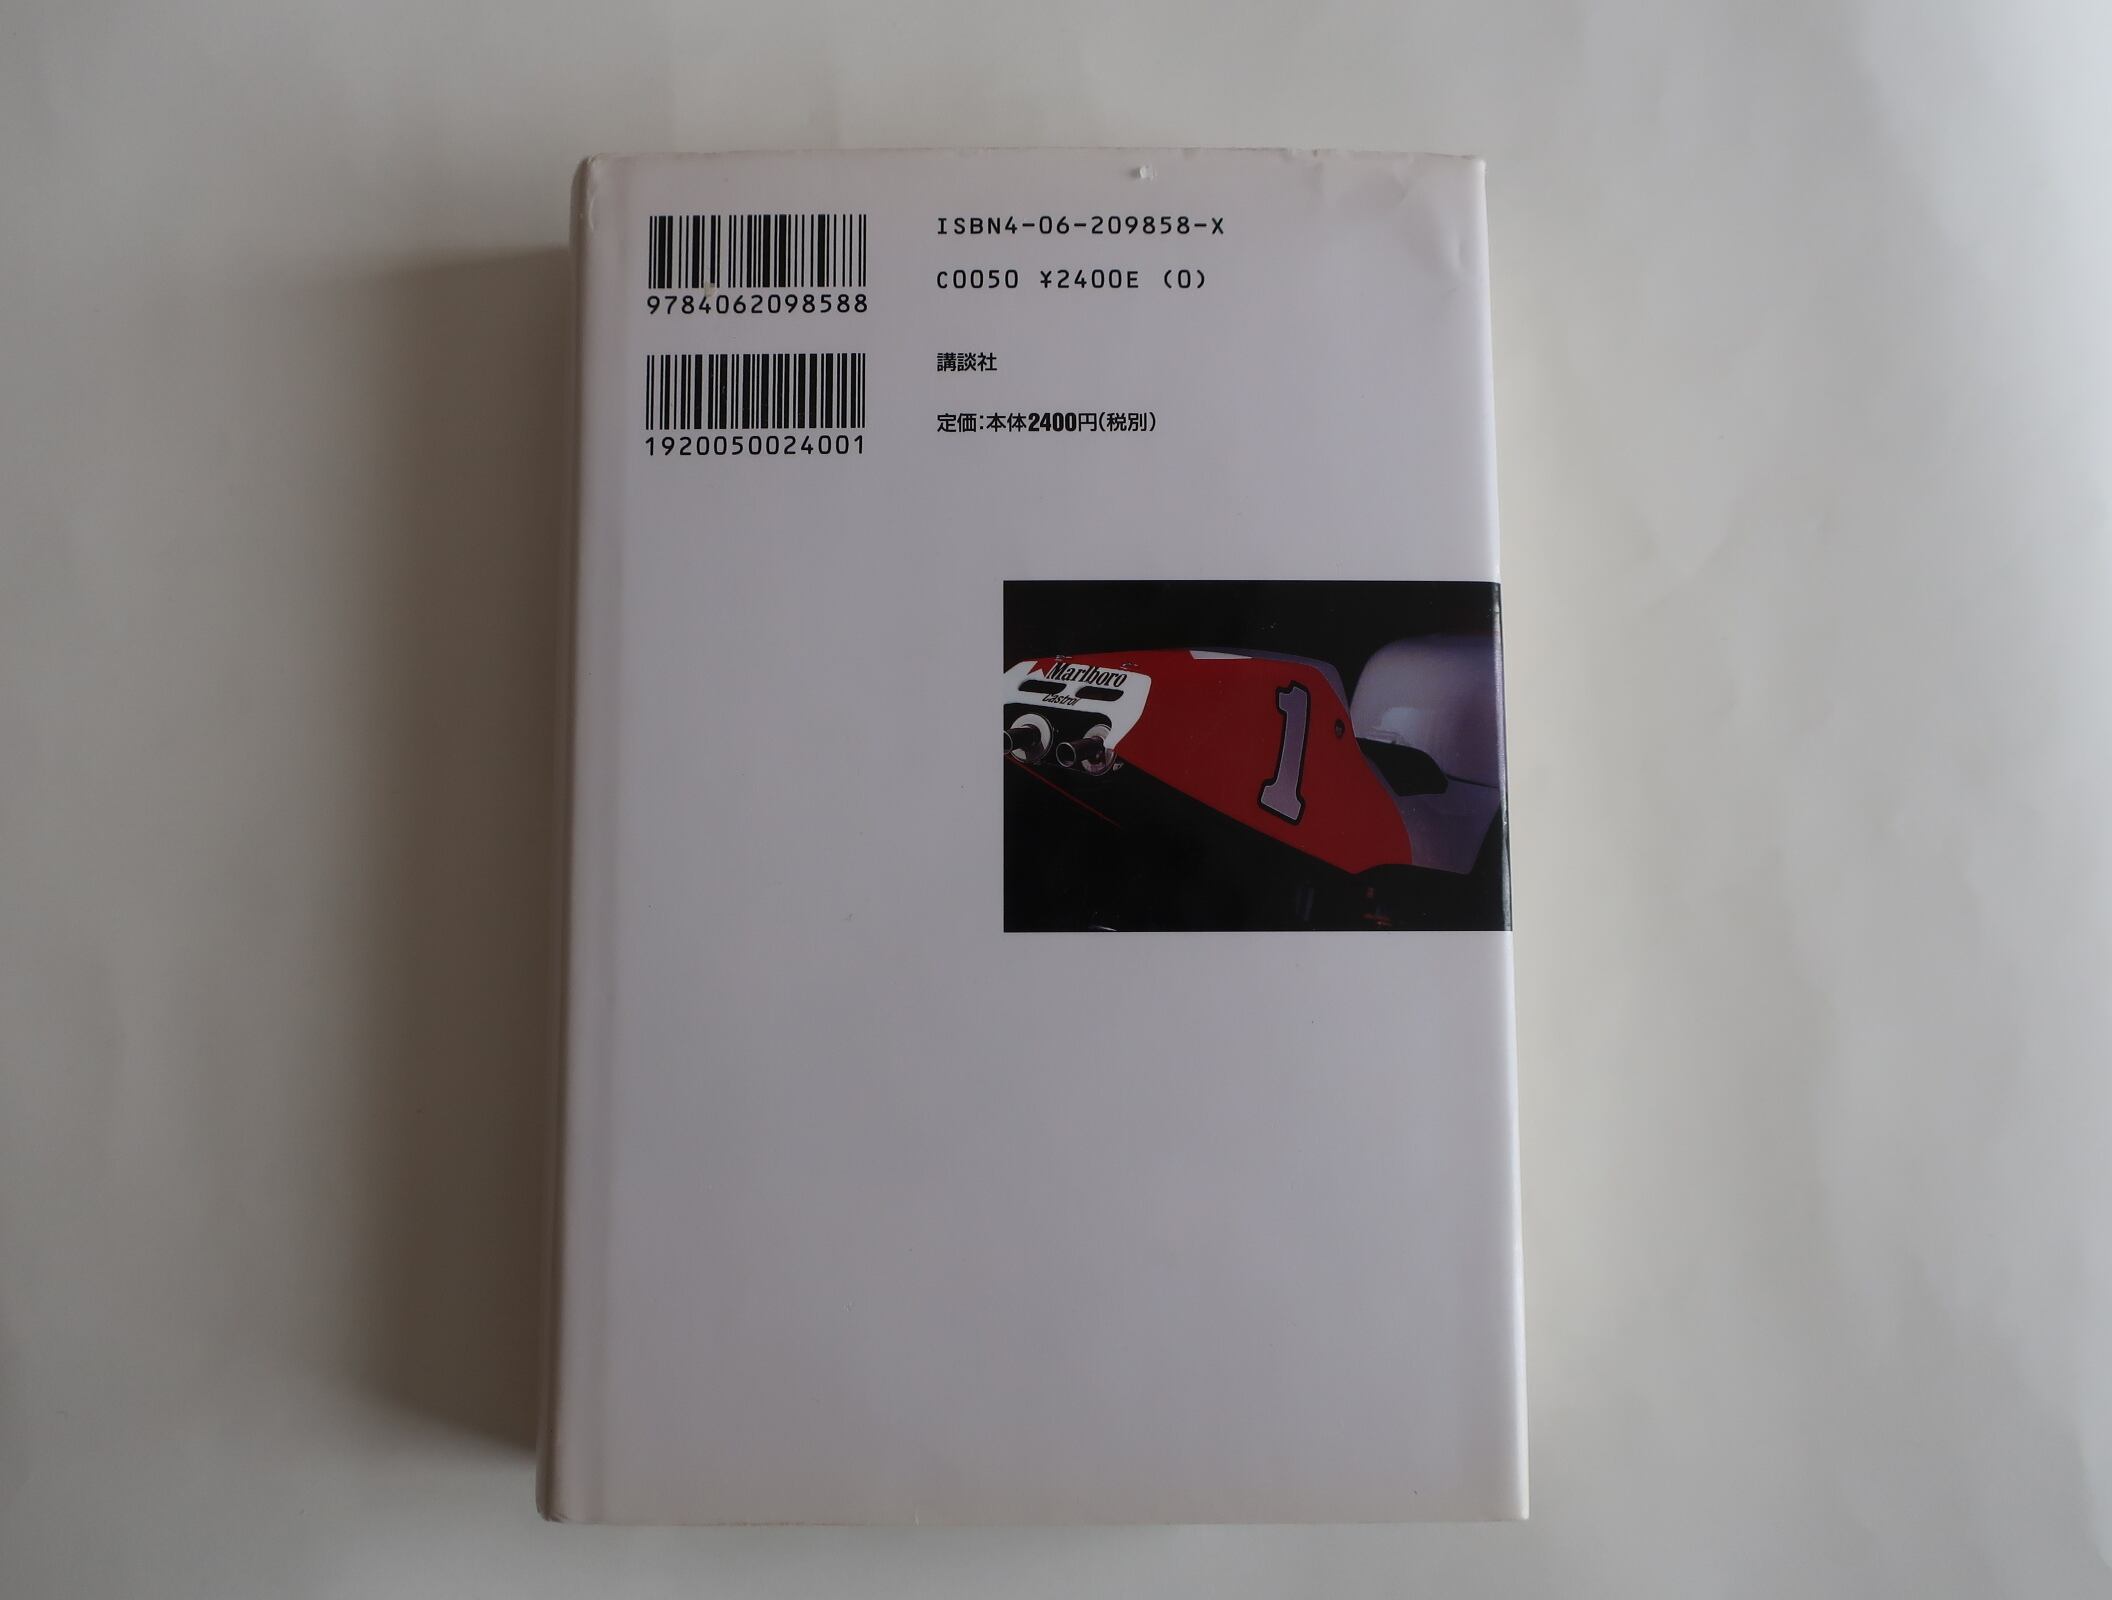 ISBN4-06-209858-X
C0050 ¥2400E (0)
9784062098588
講談社
定価：本体2400円（税別）
1920050024001
Marlboro
Castrol
1